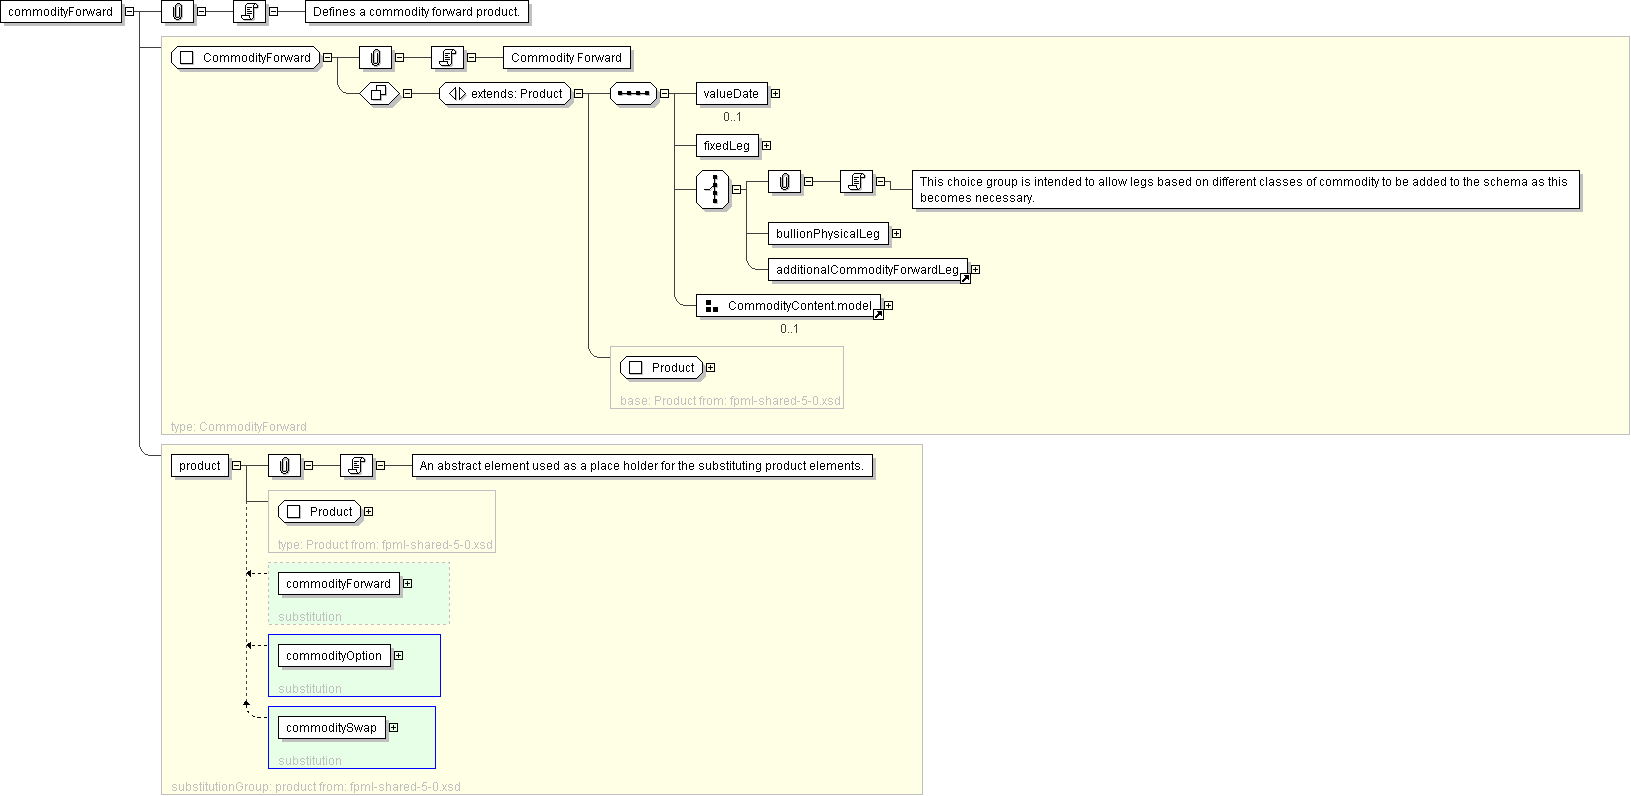 commodityForward
Defines a commodity forward product.
CommodityForward
Commodity Forward
extends: Product
valueDate
0..1
fixedLeg
This choice group is intended to allow legs based on different classes of commodity to be added to the schema as this
becomes necessary.
bullionPhysicalLeg
additionalCommodityForwardLeg
CommodityContent.model
0..1
Product
base: Product from: fpml-shared-5-0.xsd
type: CommodityForward
product
An abstract element used as a place holder for the substituting product elements.
Product
type: Product from: fpml-shared-5-0.xsd
commodityForward
substitution
commodityOption
substitution
commoditySwap
substitution
substitutionGroup: product from: fpml-shared-5-0.xsd